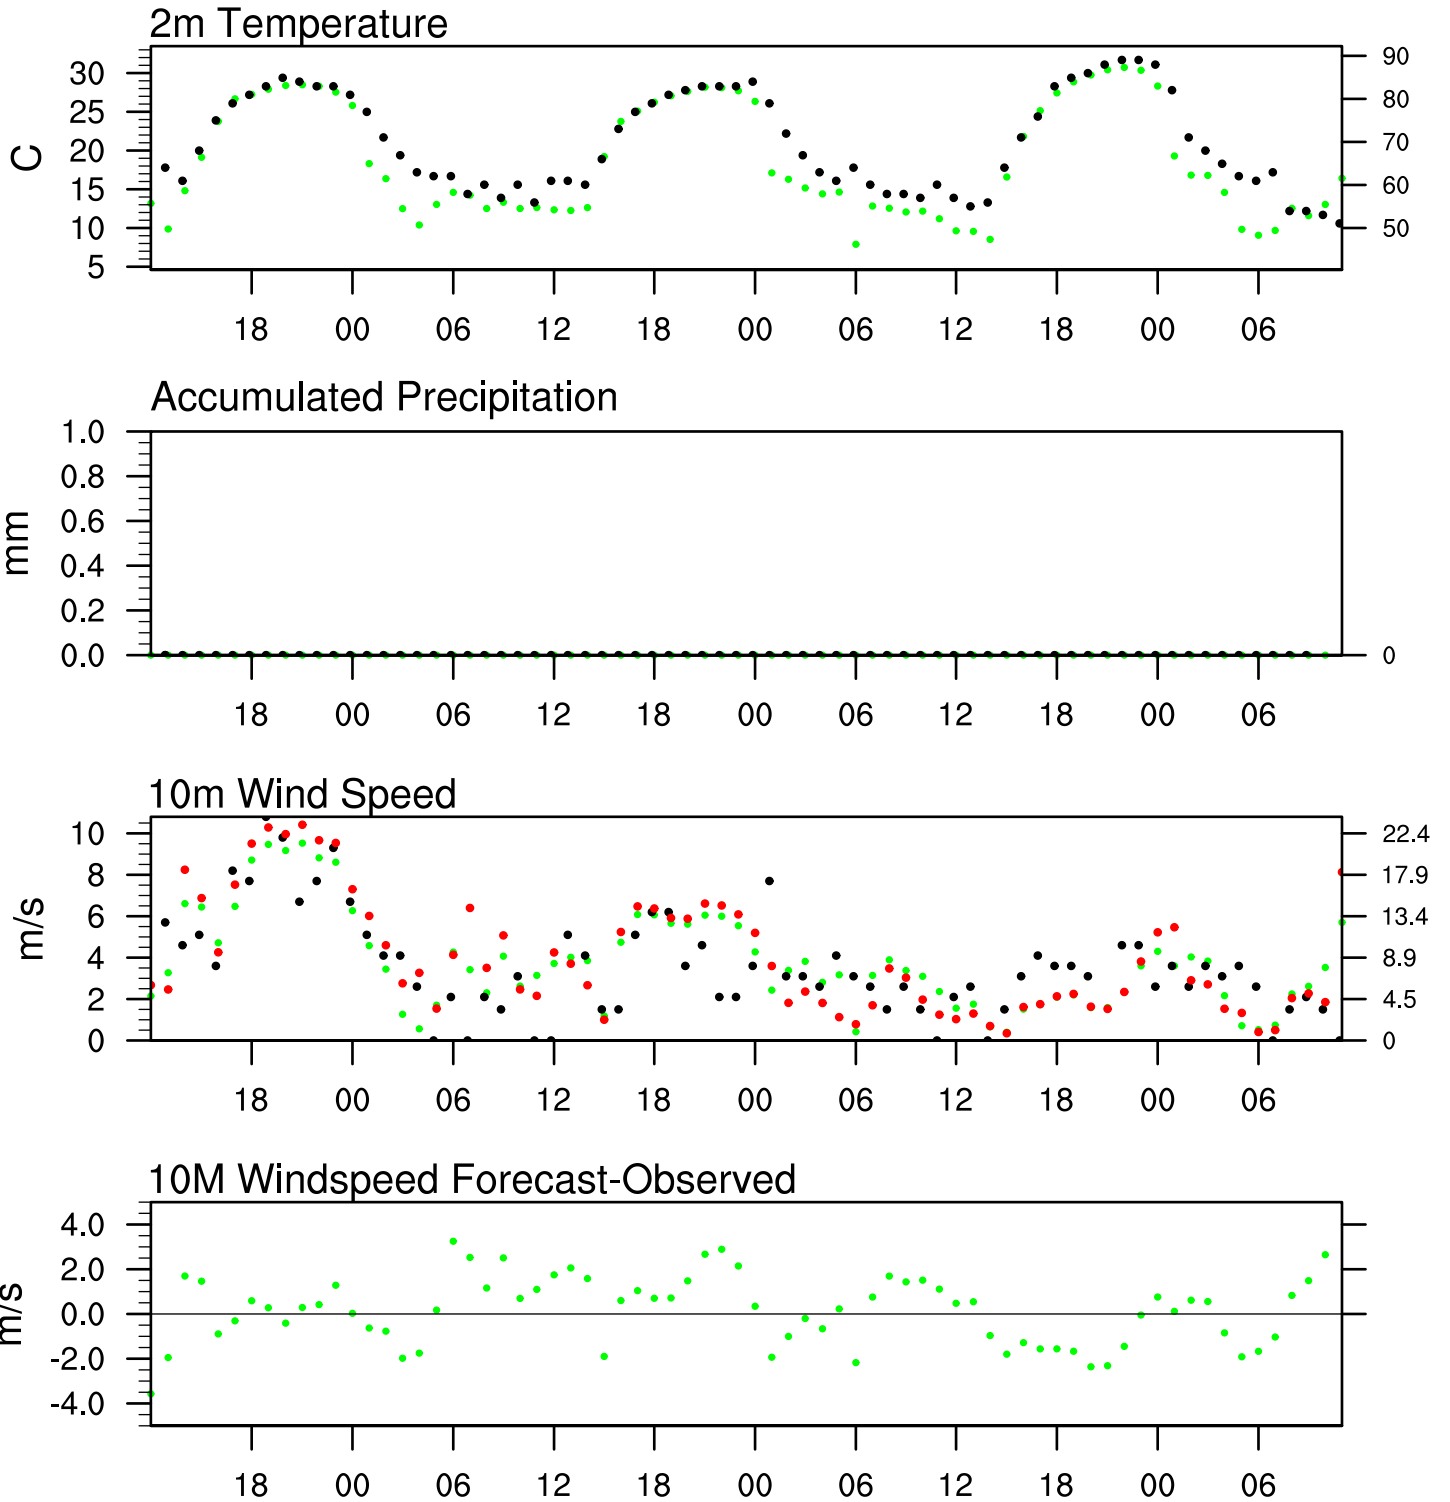 2m Temperature
C
30
25
20
15
10
5
90
80
70
60
50
18 00 06 12 18 00 06 12 18 00 06
Accumulated Precipitation
mm
1.0
0.8
0.6
0.4
0.2
0.0
0
18 00 06 12 18 00 06 12 18 00 06
10m Wind Speed
m/s
10
8
6
4
2
0
22.4
17.9
13.4
8.9
4.5
0
18 00 06 12 18 00 06 12 18 00 06
10M Windspeed Forecast-Observed
m/s
4.0
2.0
0.0
-2.0
-4.0
18 00 06 12 18 00 06 12 18 00 06